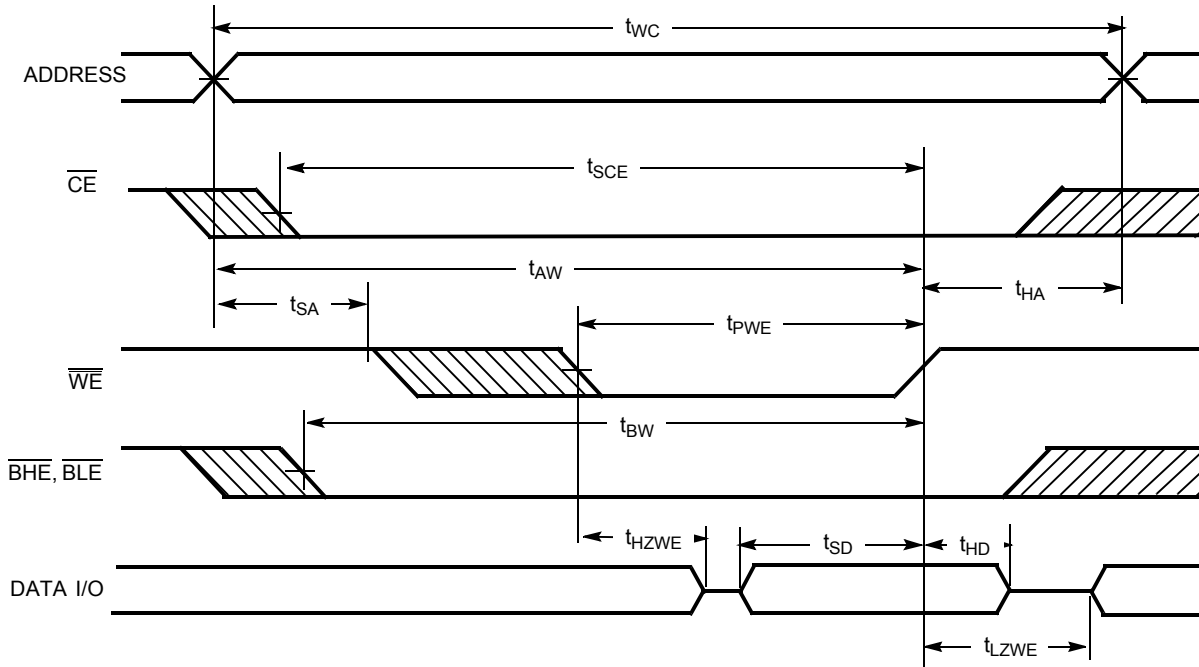 tWC
ADDRESS
tSCE
CE
tAW
tSA
tHA
tPWE
WE
tBW
BHE, BLE
tHZWE
tSD
tHD
DATA I/O
tLZWE